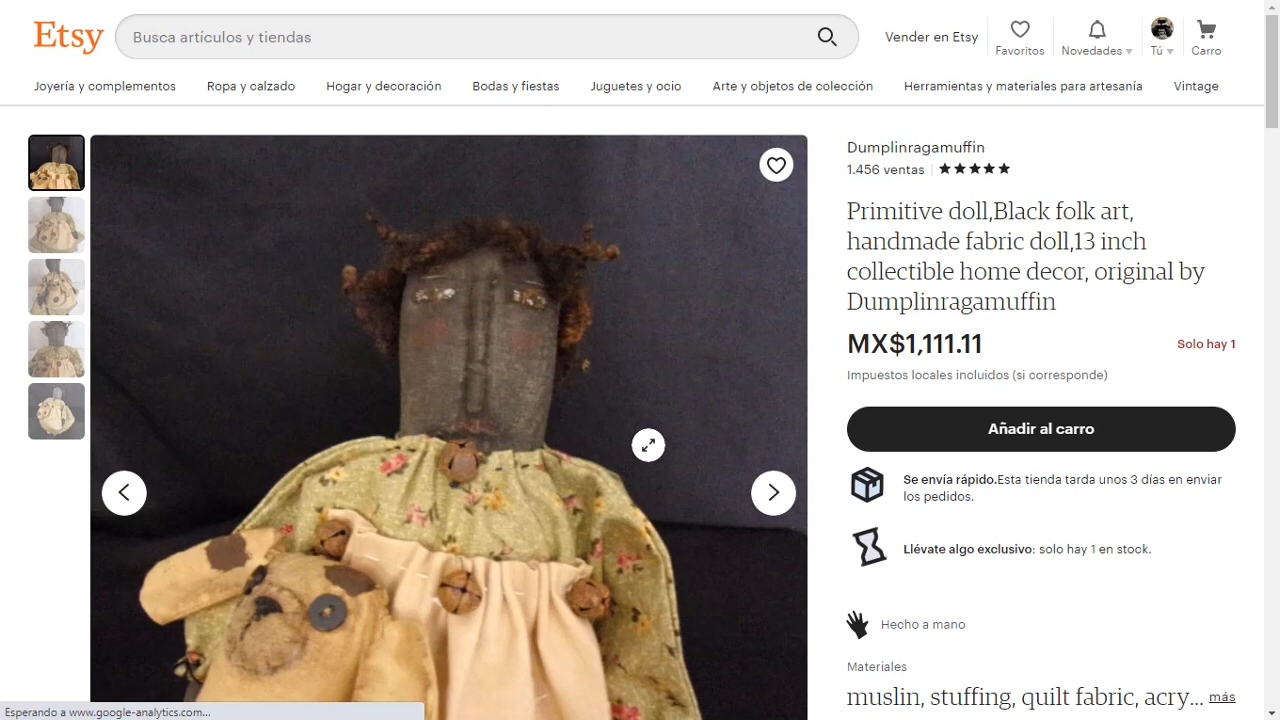 Etsy
Busca artículos y tiendas
Vender en Etsy
Favoritos
Novedades
Tú
Carro
Joyería y complementos
Ropa y calzado
Hogar y decoración
Bodas y fiestas
Juguetes y ocio
Arte y objetos de colección
Herramientas y materiales para artesanía
Vintage
Dumplinragamuffin
1.456 ventas
Primitive doll,Black folk art,
handmade fabric doll,13 inch
collectible home decor, original by
Dumplinragamuffin
MX$1,111.11
Solo hay 1
Impuestos locales incluidos (si corresponde)
Añadir al carro
Se envía rápido.Esta tienda tarda unos 3 días en enviar
los pedidos.
Llévate algo exclusivo: solo hay 1 en stock.
Hecho a mano
Materiales
muslin, stuffing, quilt fabric, acry... más
Esperando a www.google-analytics.com...